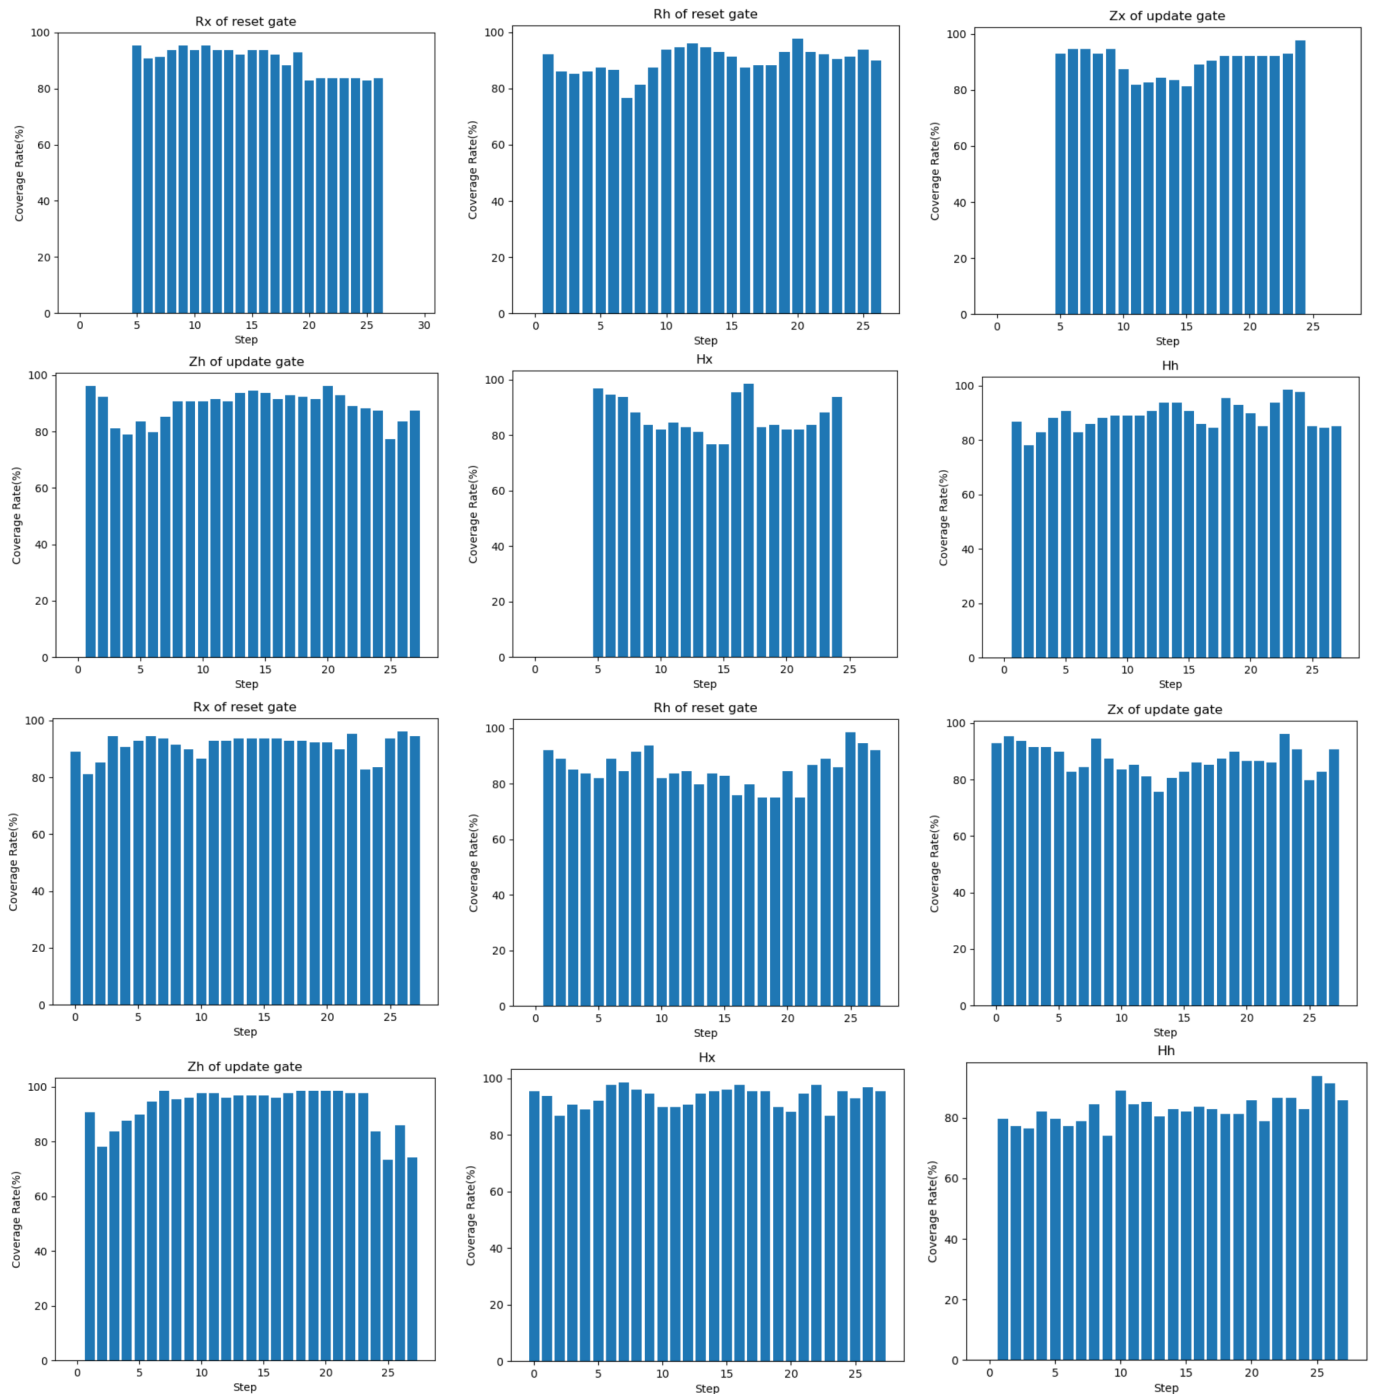 Rx of reset gate
Coverage Rate(%)
100
80
60
40
20
0
0 5 10 15 20 25 30
Step
Rh of reset gate
Coverage Rate(%)
100
80
60
40
20
0
0 5 10 15 20 25
Step
Zx of update gate
Coverage Rate(%)
100
80
60
40
20
0
0 5 10 15 20 25
Step
Zh of update gate
Coverage Rate(%)
100
80
60
40
20
0
0 5 10 15 20 25
Step
Hx
Coverage Rate(%)
100
80
60
40
20
0
0 5 10 15 20 25
Step
Hh
Coverage Rate(%)
100
80
60
40
20
0
0 5 10 15 20 25
Step
Rx of reset gate
Coverage Rate(%)
100
80
60
40
20
0
0 5 10 15 20 25
Step
Rh of reset gate
Coverage Rate(%)
100
80
60
40
20
0
0 5 10 15 20 25
Step
Zx of update gate
Coverage Rate(%)
100
80
60
40
20
0
0 5 10 15 20 25
Step
Zh of update gate
Coverage Rate(%)
100
80
60
40
20
0
0 5 10 15 20 25
Step
Hx
Coverage Rate(%)
100
80
60
40
20
0
0 5 10 15 20 25
Step
Hh
Coverage Rate(%)
80
60
40
20
0
0 5 10 15 20 25
Step